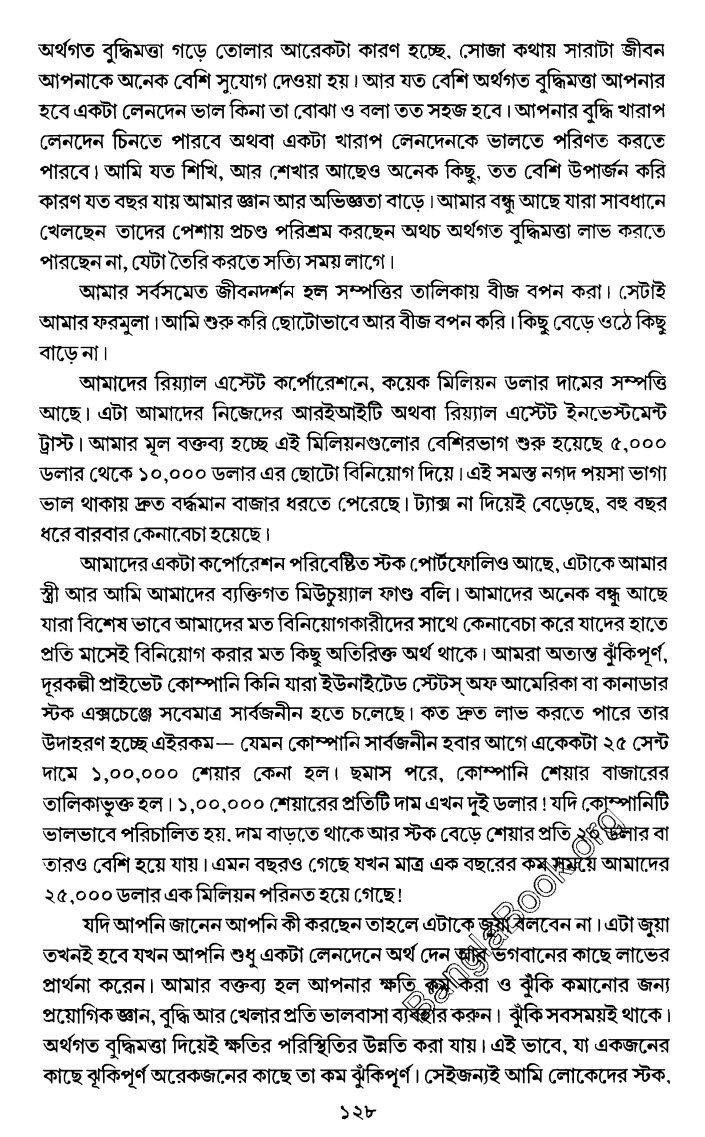 অর্থগত বুদ্ধিমত্তা গড়ে তোলার আরেকটা কারণ হচ্ছে, সোজা কথায় সারাটা জীবন
আপনাকে অনেক বেশি সুযোগ দেওয়া হয়। আর যত বেশি অর্থগত বুদ্ধিমত্তা আপনার
হবে একটা লেনদেন ভাল কিনা তা বোঝা ও বলা তত সহজ হবে। আপনার বুদ্ধি খারাপ
লেনদেন চিনতে পারবে অথবা একটা খারাপ লেনদেনকে ভালতে পরিণত করতে
পারবে। আমি যত শিখি, আর শেখার আছেও অনেক কিছু, তত বেশি উপার্জন করি
কারণ যত বছর যায় আমার জ্ঞান আর অভিজ্ঞতা বাড়ে। আমার বন্ধু আছে যারা সাবধানে
খেলছেন তাদের পেশায় প্রচণ্ড পরিশ্রম করছেন অথচ অর্থগত বুদ্ধিমত্তা লাভ করতে
পারছেন না, যেটা তৈরি করতে সত্যি সময় লাগে।
আমার সর্বসমেত জীবনদর্শন হল সম্পত্তির তালিকায় বীজ বপন করা। সেটাই
আমার ফরমুলা। আমি শুরু করি ছোটোভাবে আর বীজ বপন করি। কিছু বেড়ে ওঠে কিছু
বাড়ে না।
আমাদের রিয়্যাল এস্টেট কর্পোরেশনে, কয়েক মিলিয়ন ডলার দামের সম্পত্তি
আছে। এটা আমাদের নিজেদের আরইআইটি অথবা রিয়্যাল এস্টেট ইনভেস্টমেন্ট
ট্রাস্ট। আমার মূল বক্তব্য হচ্ছে এই মিলিয়নগুলোর বেশিরভাগ শুরু হয়েছে ৫,০০০
ডলার থেকে ১০,০০০ ডলার এর ছোটো বিনিয়োগ দিয়ে। এই সমস্ত নগদ পয়সা ভাগ্য
ভাল থাকায় দ্রুত বর্দ্ধমান বাজার ধরতে পেরেছে। ট্যাক্স না দিয়েই বেড়েছে, বহু বছর
ধরে বারবার কেনাবেচা হয়েছে।
আমাদের একটা কর্পোরেশন পরিবেষ্টিত স্টক পোর্টফোলিও আছে, এটাকে আমার
স্ত্রী আর আমি আমাদের ব্যক্তিগত মিউচুয়্যাল ফাণ্ড বলি। আমাদের অনেক বন্ধু আছে
যারা বিশেষ ভাবে আমাদের মত বিনিয়োগকারীদের সাথে কেনাবেচা করে যাদের হাতে
প্রতি মাসেই বিনিয়োগ করার মত কিছু অতিরিক্ত অর্থ থাকে। আমরা অত্যন্ত ঝুঁকিপূর্ণ,
দূরকল্পী প্রাইভেট কোম্পানি কিনি যারা ইউনাইটেড স্টেটস্ অফ আমেরিকা বা কানাডার
স্টক এক্সচেঞ্জে সবেমাত্র সার্বজনীন হতে চলেছে। কত দ্রুত লাভ করতে পারে তার
উদাহরণ হচ্ছে এইরকম— যেমন কোম্পানি সার্বজনীন হবার আগে একেকটা ২৫ সেন্ট
দামে ১,০০,০০০ শেয়ার কেনা হল। ছমাস পরে, কোম্পানি শেয়ার বাজারের
তালিকাভুক্ত হল। ১,০০,০০০ শেয়ারের প্রতিটি দাম এখন দুই ডলার! যদি কোম্পানিটি
ভালভাবে পরিচালিত হয়, দাম বাড়তে থাকে আর স্টক বেড়ে শেয়ার প্রতি ২০ ডলার বা
তারও বেশি হয়ে যায়। এমন বছরও গেছে যখন মাত্র এক বছরের কম সময়ে আমাদের
২৫,০০০ ডলার এক মিলিয়ন পরিনত হয়ে গেছে!
যদি আপনি জানেন আপনি কী করছেন তাহলে এটাকে জুয়া বলবেন না। এটা জুয়া
তখনই হবে যখন আপনি শুধু একটা লেনদেনে অর্থ দেন আর ভগবানের কাছে লাভের
প্রার্থনা করেন। আমার বক্তব্য হল আপনার ক্ষতি কম করা ও ঝুঁকি কমানোর জন্য
প্রয়োগিক জ্ঞান, বুদ্ধি আর খেলার প্রতি ভালবাসা ব্যবহার করুন। ঝুঁকি সবসময়ই থাকে।
অর্থগত বুদ্ধিমত্তা দিয়েই ক্ষতির পরিস্থিতির উন্নতি করা যায়। এই ভাবে, যা একজনের
কাছে ঝূকিপূর্ণ অরেকজনের কাছে তা কম ঝুঁকিপূর্ণ। সেইজন্যই আমি লোকেদের স্টক,
BanglaBook.org
১২৮